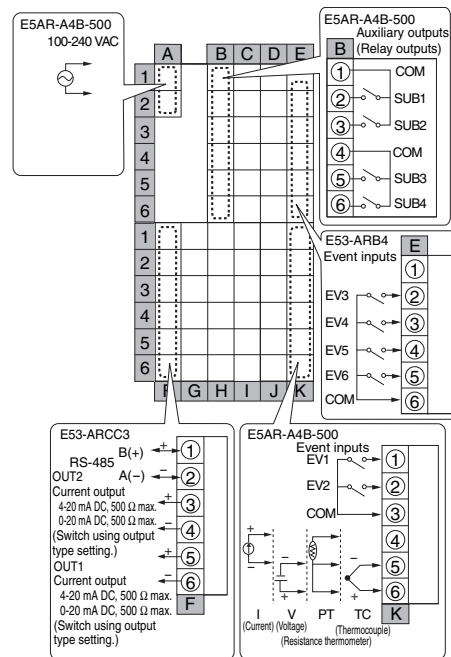 E5AR-A4B-500
100-240 VAC
A B C D E
1
2
3
4
5
6
1
2
3
4
5
6
F G H I J K
E5AR-A4B-500
Auxiliary outputs
(Relay outputs)
B
1 COM
2 SUB1
3 SUB2
4 COM
5 SUB3
6 SUB4
E53-ARB4
Event inputs
E
1
EV3 2
EV4 3
EV5 4
EV6 5
COM 6
E53-ARCC3
B(+) + 1
RS-485
A(−) − 2
OUT2
Current output
4-20 mA DC, 500 Ω max.
0-20 mA DC, 500 Ω max.
(Switch using output
type setting.)
+ 3
− 4
OUT1
Current output
4-20 mA DC, 500 Ω max.
0-20 mA DC, 500 Ω max.
(Switch using output
type setting.)
+ 5
− 6
F
E5AR-A4B-500
Event inputs
EV1 1
EV2 2
COM 3
4
5
6
K
+ − − + − +
I V PT TC
(Current) (Voltage) (Thermocouple)
(Resistance thermometer)